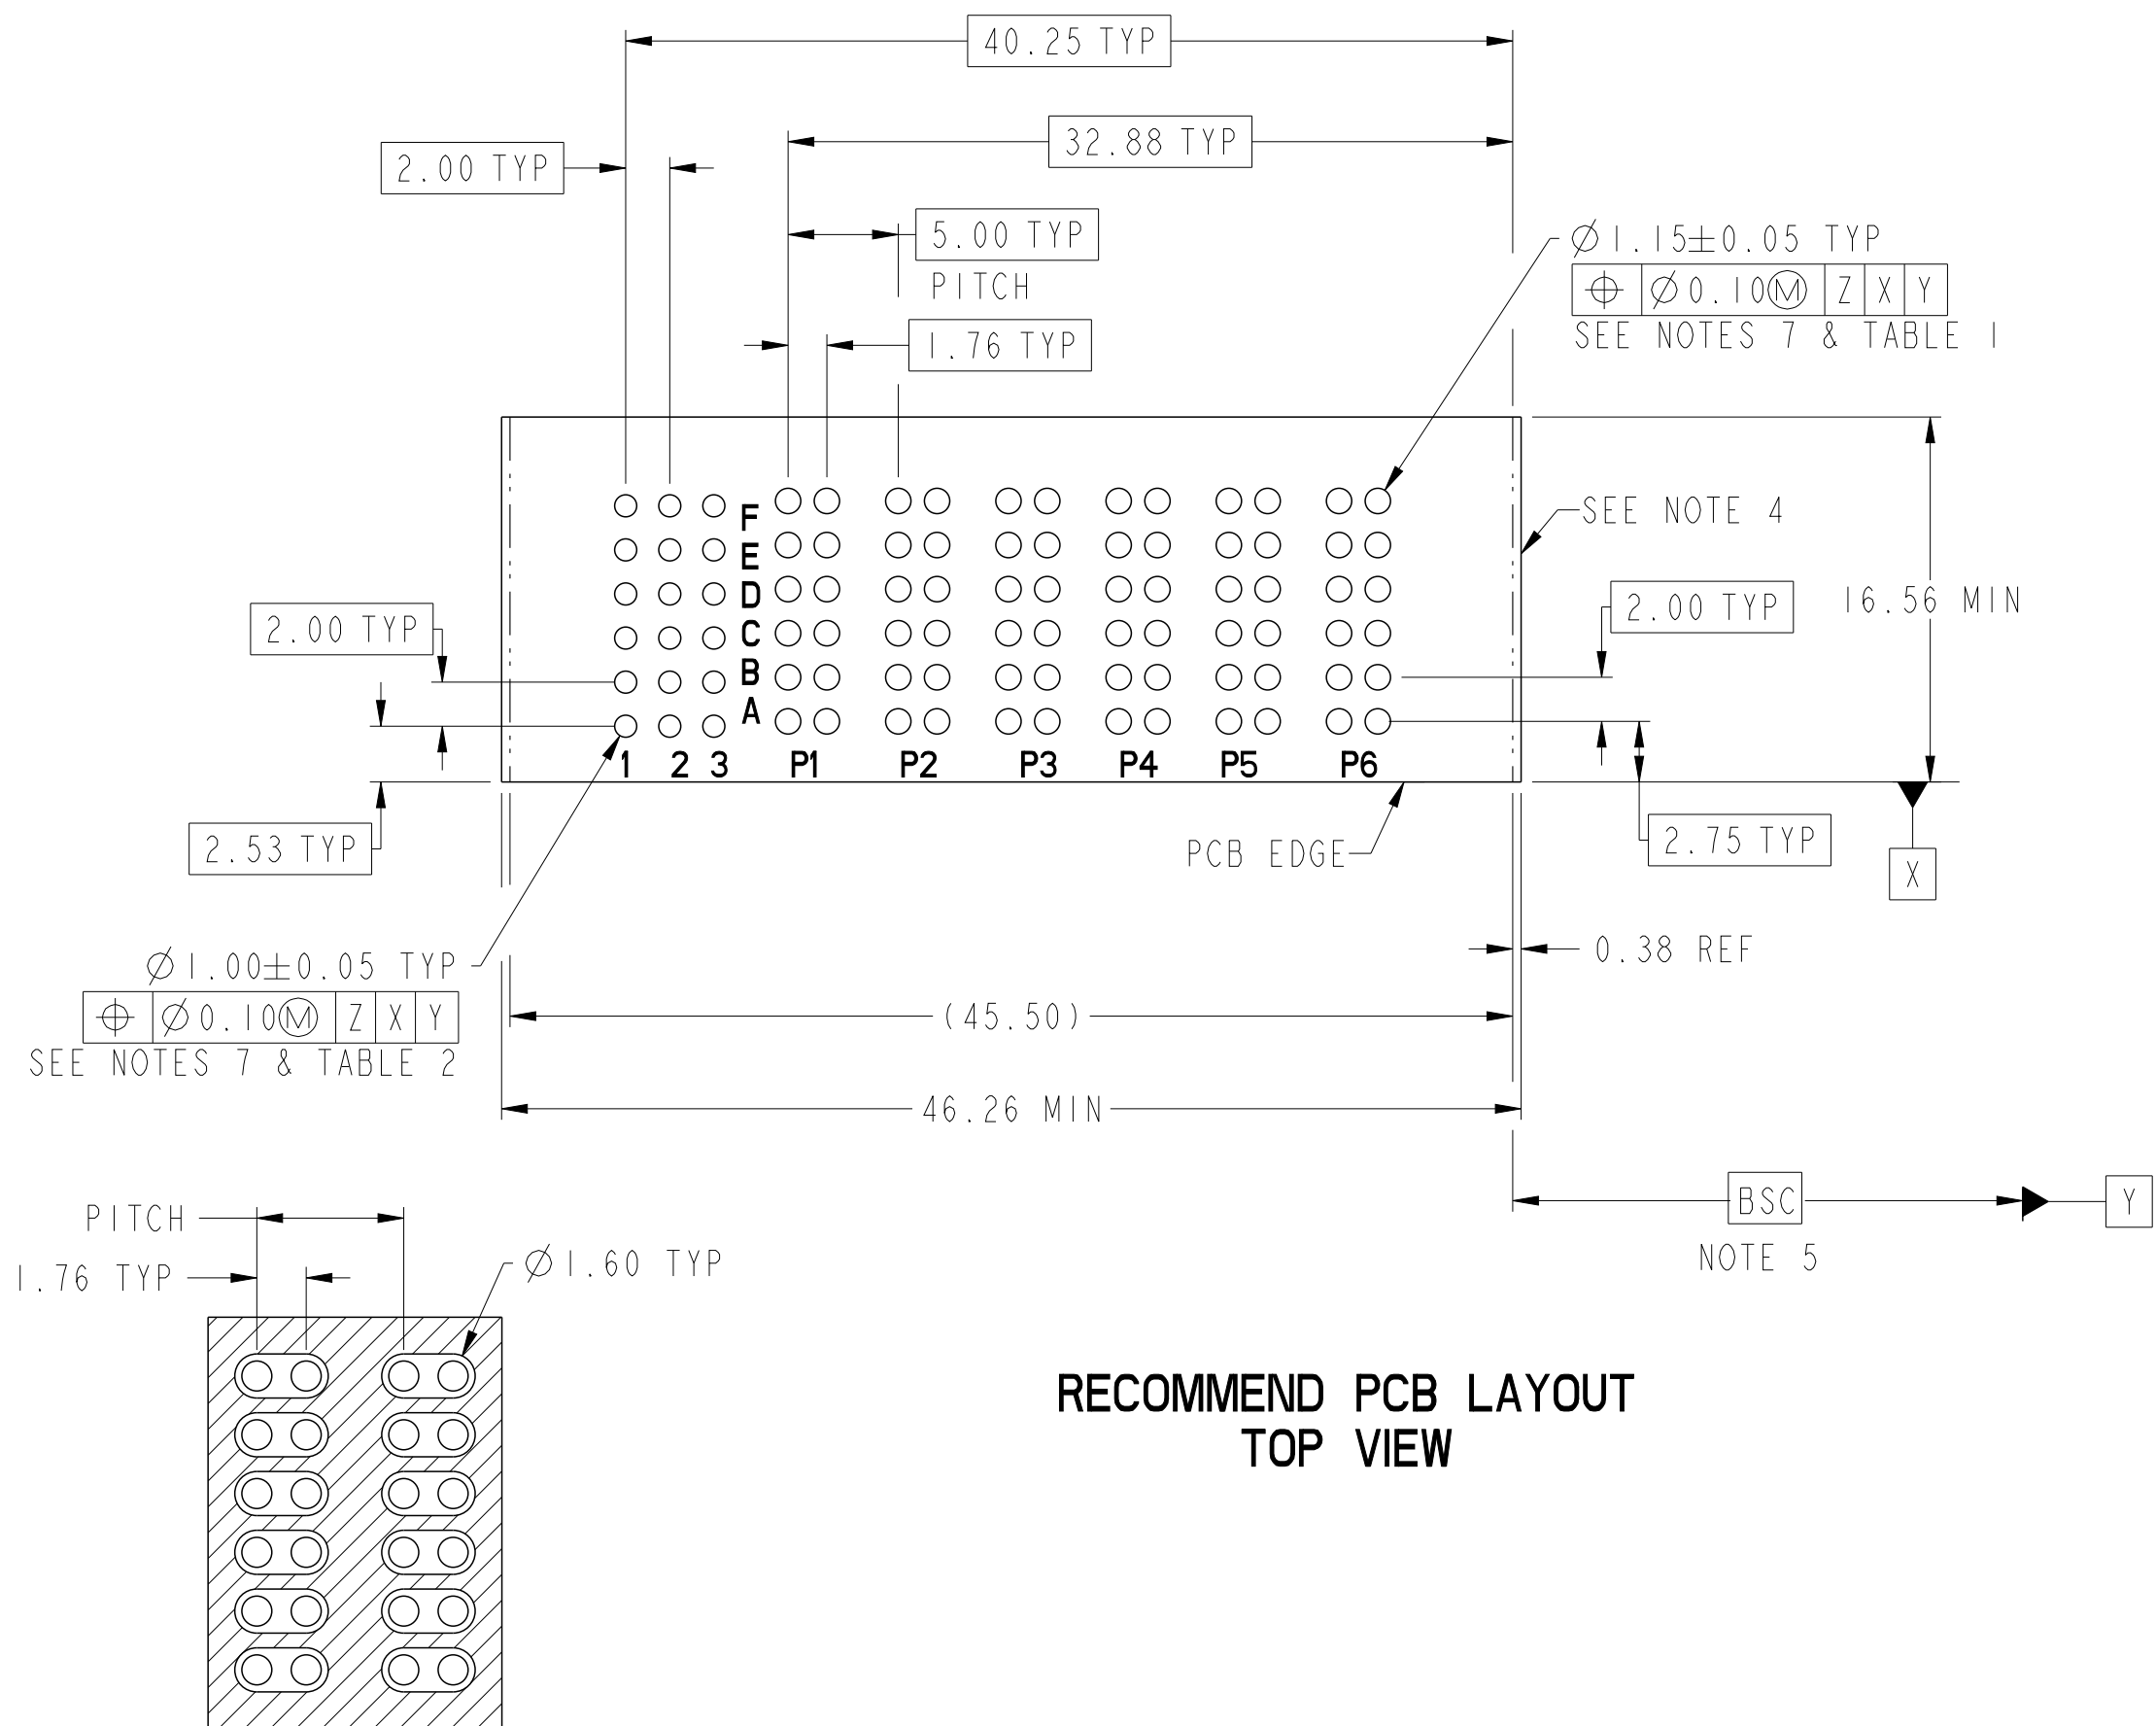 40.25 TYP
32.88 TYP
2.00 TYP
5.00 TYP
PITCH
1.76 TYP
Ø1.15±0.05 TYP
⌖ Ø0.10Ⓜ Z X Y
SEE NOTES 7 & TABLE 1
SEE NOTE 4
16.56 MIN
2.00 TYP
2.00 TYP
F
E
D
C
B
A
1 2 3 P1 P2 P3 P4 P5 P6
2.53 TYP
PCB EDGE
2.75 TYP
X
Ø1.00±0.05 TYP
⌖ Ø0.10Ⓜ Z X Y
SEE NOTES 7 & TABLE 2
0.38 REF
(45.50)
46.26 MIN
BSC
Y
NOTE 5
PITCH
1.76 TYP
Ø1.60 TYP
RECOMMEND PCB LAYOUT
TOP VIEW